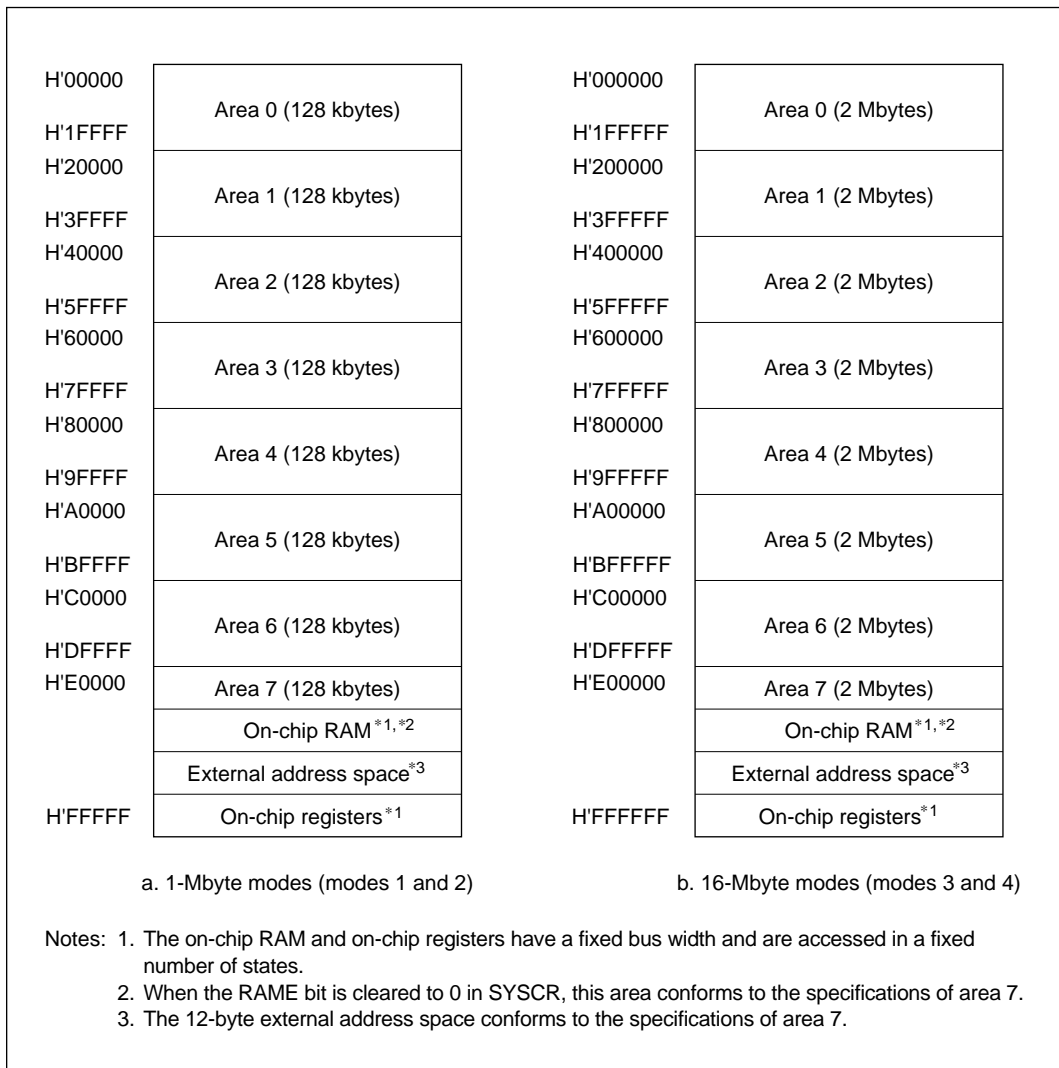 H'00000
Area 0 (128 kbytes)
H'1FFFF
H'20000
Area 1 (128 kbytes)
H'3FFFF
H'40000
Area 2 (128 kbytes)
H'5FFFF
H'60000
Area 3 (128 kbytes)
H'7FFFF
H'80000
Area 4 (128 kbytes)
H'9FFFF
H'A0000
Area 5 (128 kbytes)
H'BFFFF
H'C0000
Area 6 (128 kbytes)
H'DFFFF
H'E0000
Area 7 (128 kbytes)
On-chip RAM*1,*2
External address space*3
H'FFFFF
On-chip registers*1
a. 1-Mbyte modes (modes 1 and 2)
H'000000
Area 0 (2 Mbytes)
H'1FFFFF
H'200000
Area 1 (2 Mbytes)
H'3FFFFF
H'400000
Area 2 (2 Mbytes)
H'5FFFFF
H'600000
Area 3 (2 Mbytes)
H'7FFFFF
H'800000
Area 4 (2 Mbytes)
H'9FFFFF
H'A00000
Area 5 (2 Mbytes)
H'BFFFFF
H'C00000
Area 6 (2 Mbytes)
H'DFFFFF
H'E00000
Area 7 (2 Mbytes)
On-chip RAM*1,*2
External address space*3
H'FFFFFF
On-chip registers*1
b. 16-Mbyte modes (modes 3 and 4)
Notes: 1. The on-chip RAM and on-chip registers have a fixed bus width and are accessed in a fixed
number of states.
2. When the RAME bit is cleared to 0 in SYSCR, this area conforms to the specifications of area 7.
3. The 12-byte external address space conforms to the specifications of area 7.